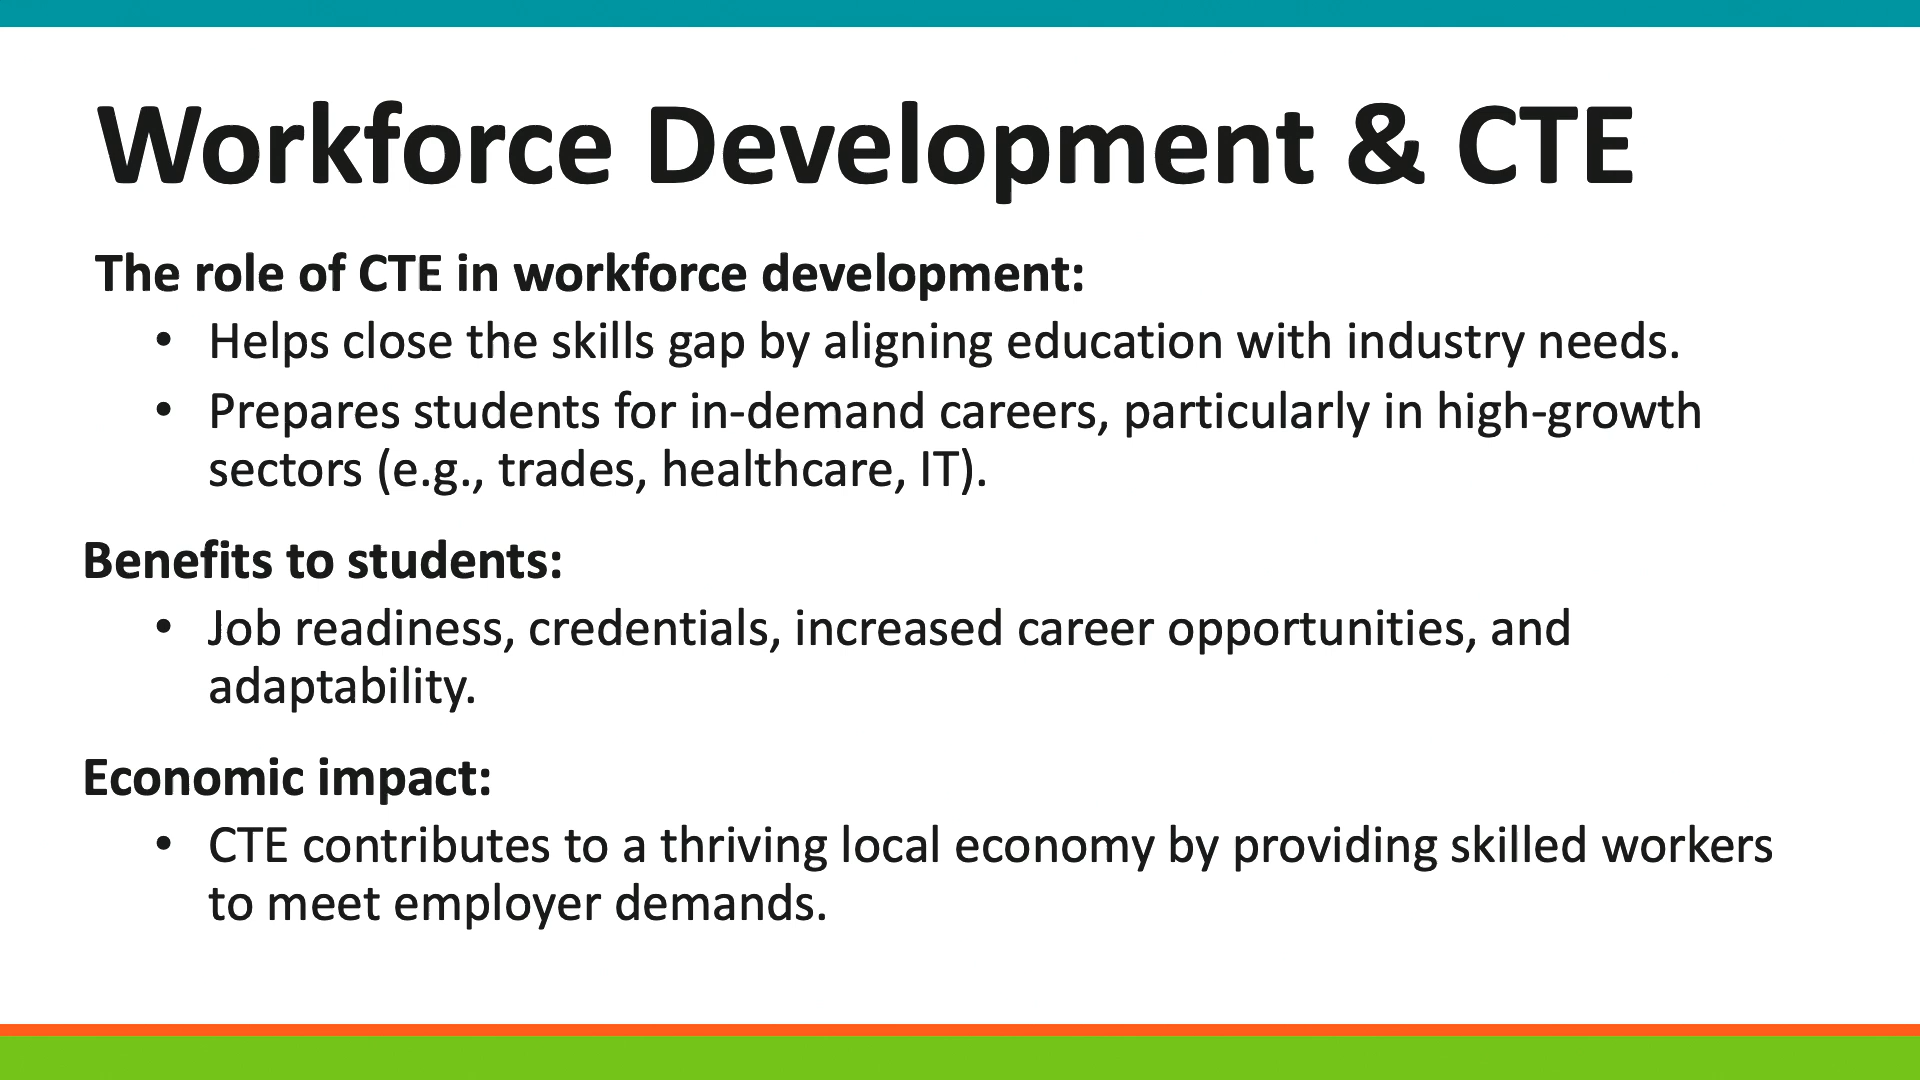 Workforce Development & CTE
The role of CTE in workforce development:
• Helps close the skills gap by aligning education with industry needs.
• Prepares students for in-demand careers, particularly in high-growth
sectors (e.g., trades, healthcare, IT).
Benefits to students:
• Job readiness, credentials, increased career opportunities, and
adaptability.
Economic impact:
• CTE contributes to a thriving local economy by providing skilled workers
to meet employer demands.